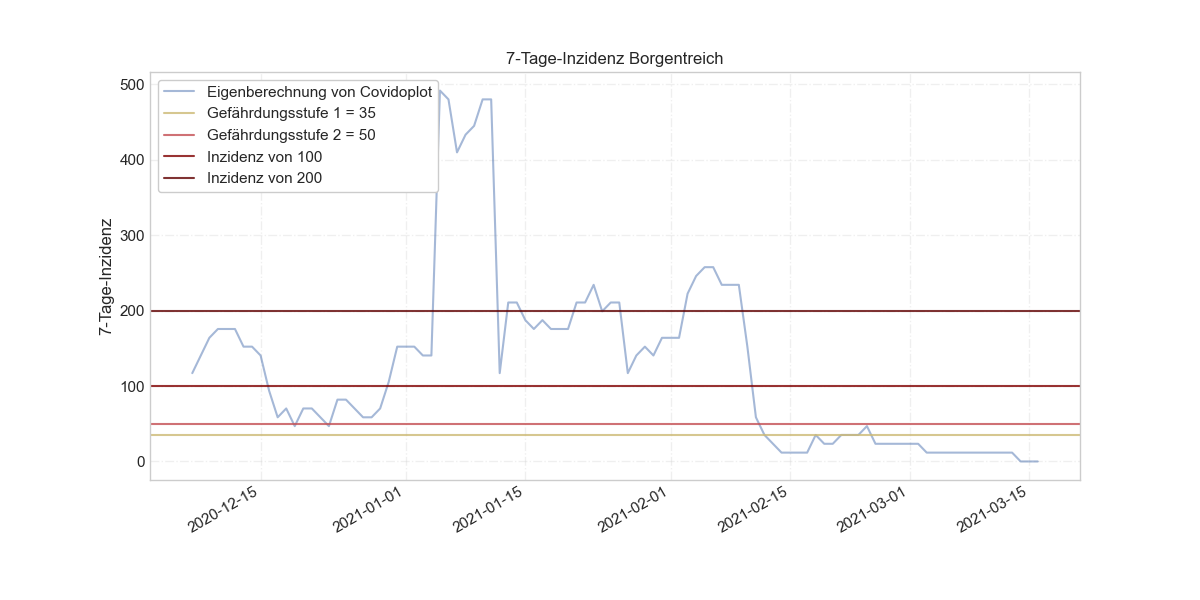 7-Tage-Inzidenz Borgentreich
Eigenberechnung von Covidoplot
Gefährdungsstufe 1 = 35
Gefährdungsstufe 2 = 50
Inzidenz von 100
Inzidenz von 200
7-Tage-Inzidenz
500
400
300
200
100
0
2020-12-15
2021-01-01
2021-01-15
2021-02-01
2021-02-15
2021-03-01
2021-03-15